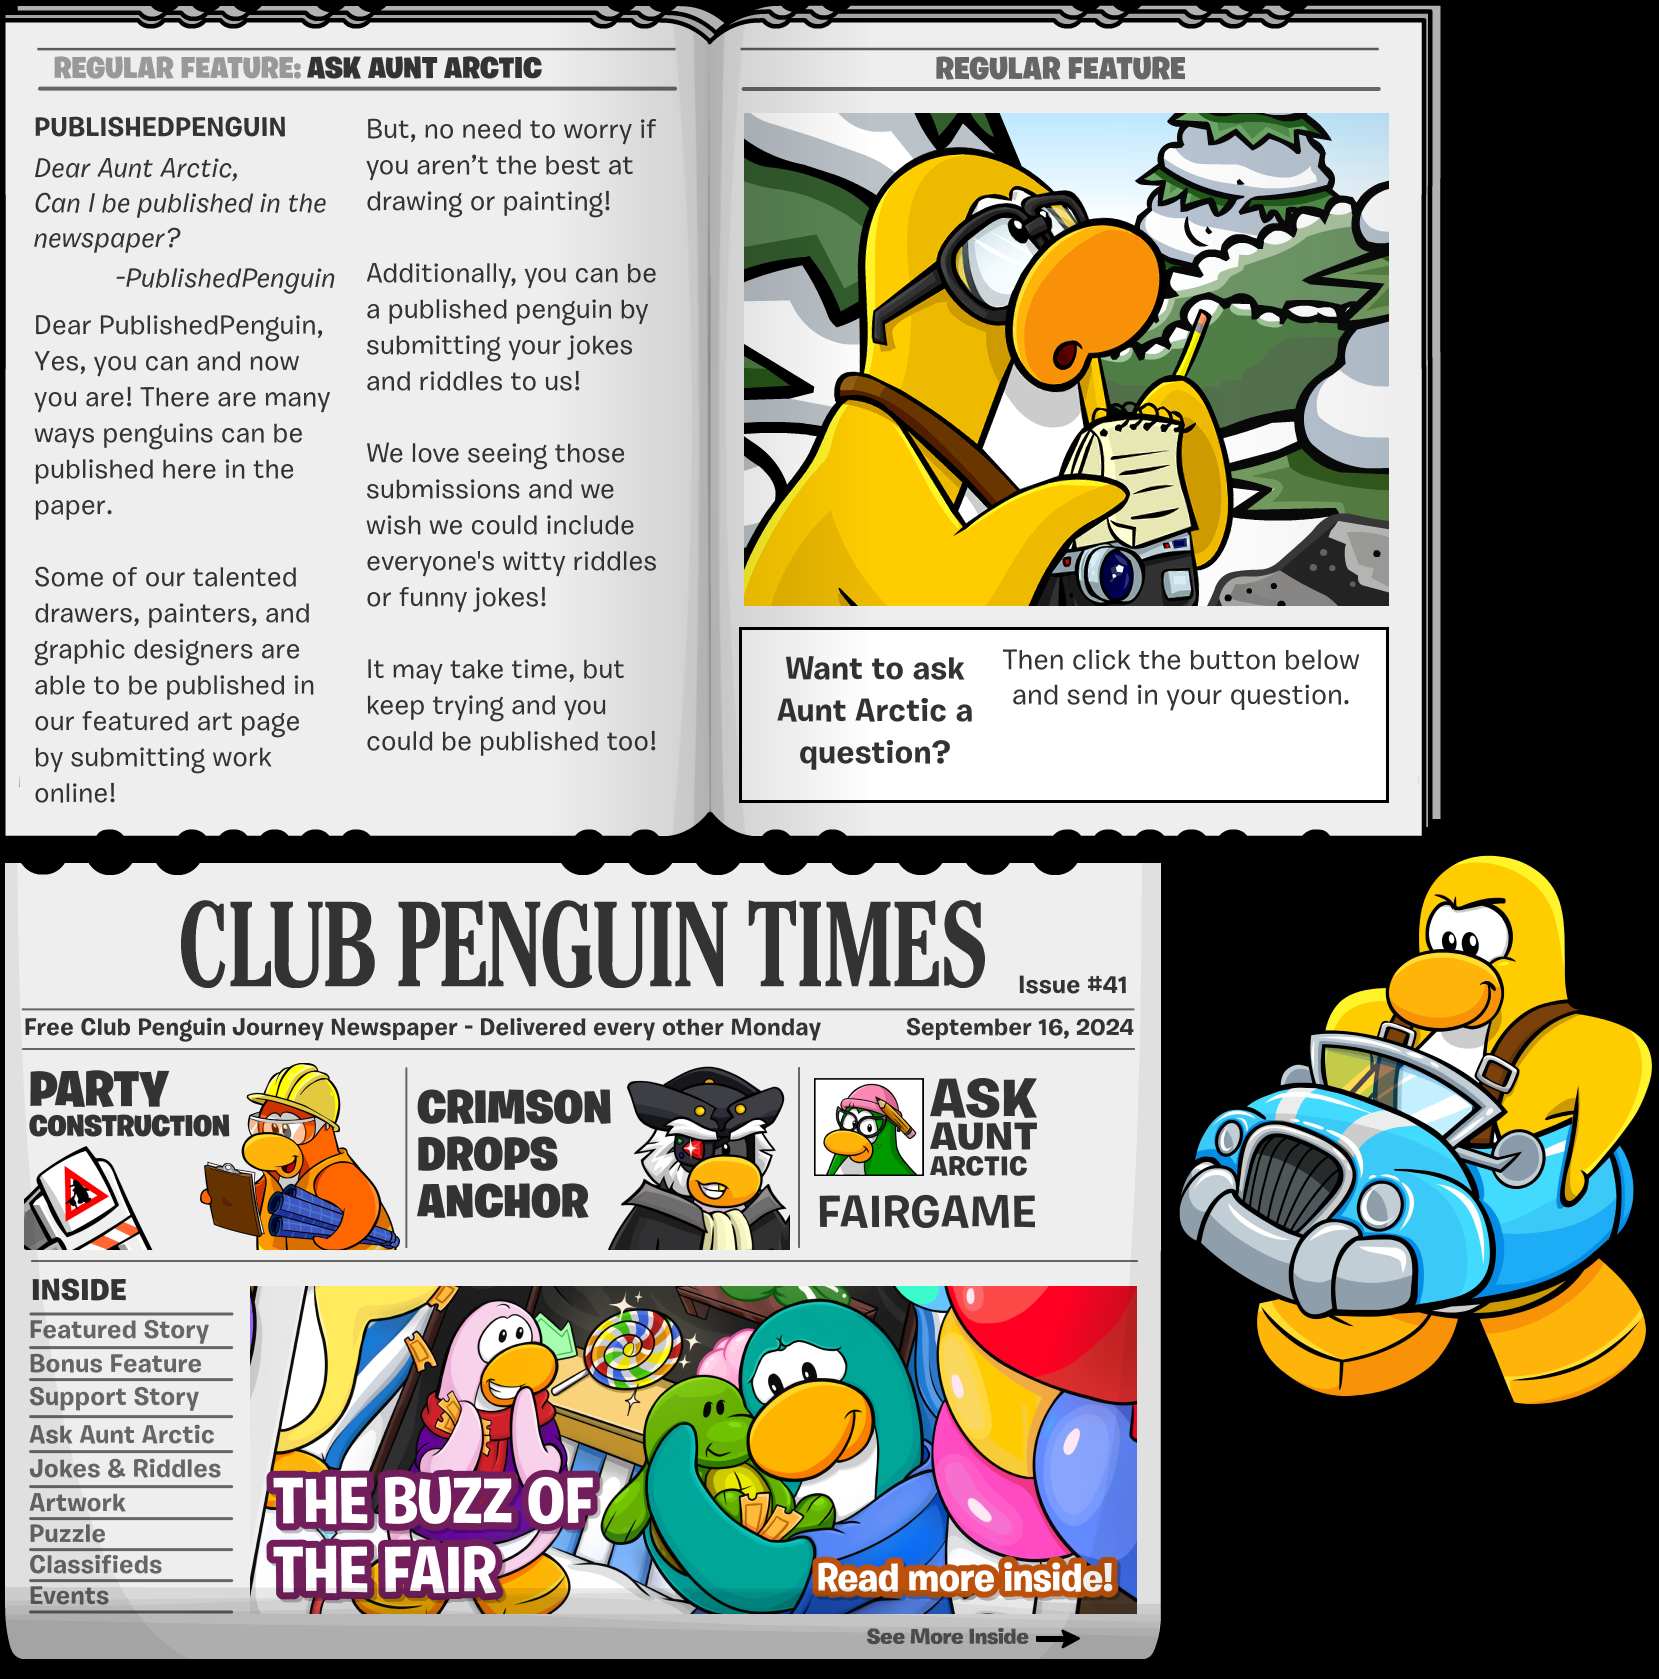 REGULAR FEATURE: ASK AUNT ARCTIC
PUBLISHEDPENGUIN
Dear Aunt Arctic,
Can I be published in the
newspaper?
-PublishedPenguin
Dear PublishedPenguin,
Yes, you can and now
you are! There are many
ways penguins can be
published here in the
paper.
Some of our talented
drawers, painters, and
graphic designers are
able to be published in
our featured art page
by submitting work
online!
But, no need to worry if
you aren't the best at
drawing or painting!
Additionally, you can be
a published penguin by
submitting your jokes
and riddles to us!
We love seeing those
submissions and we
wish we could include
everyone's witty riddles
or funny jokes!
It may take time, but
keep trying and you
could be published too!
REGULAR FEATURE
Want to ask
Aunt Arctic a
question?
Then click the button below
and send in your question.
CLUB PENGUIN TIMES
Issue #41
Free Club Penguin Journey Newspaper - Delivered every other Monday
September 16, 2024
PARTY
CONSTRUCTION
CRIMSON
DROPS
ANCHOR
ASK
AUNT
ARCTIC
FAIRGAME
INSIDE
Featured Story
Bonus Feature
Support Story
Ask Aunt Arctic
Jokes & Riddles
Artwork
Puzzle
Classifieds
Events
THE BUZZ OF
THE FAIR
Read more inside!
See More Inside